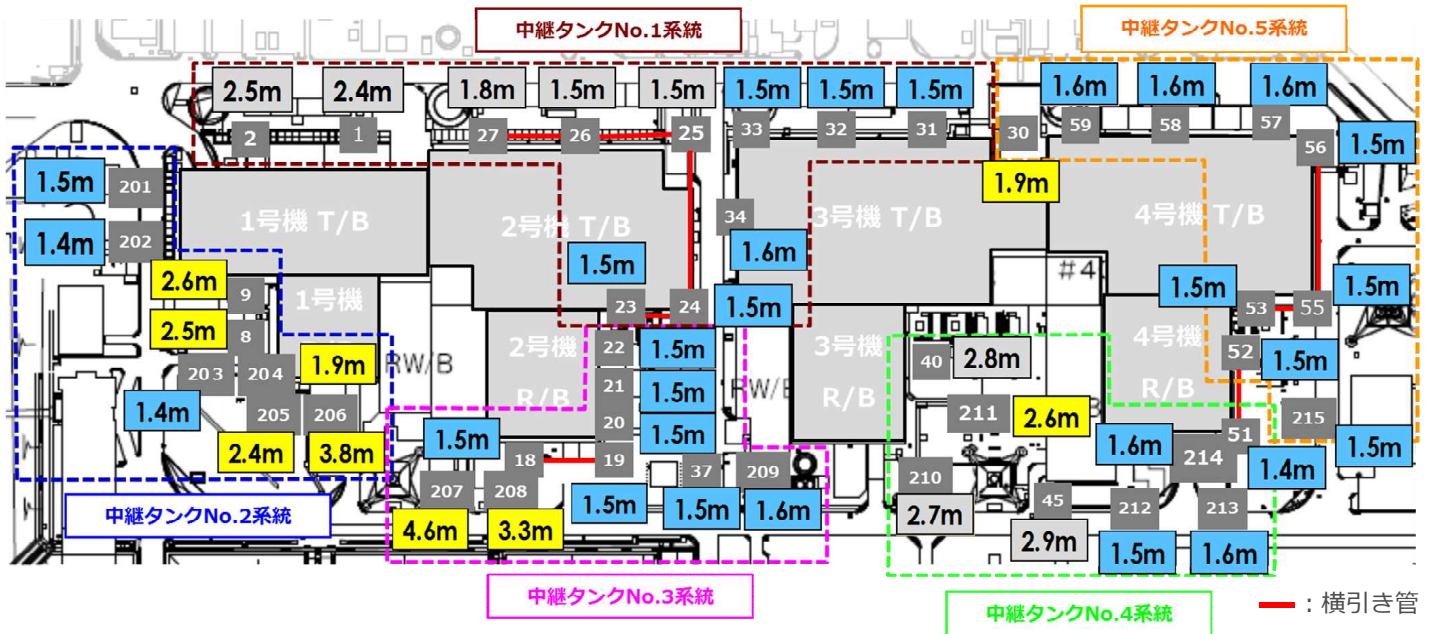 中継タンクNo.1系統
中継タンクNo.5系統
2.5m
2.4m
1.8m
1.5m
1.5m
1.5m
1.5m
1.5m
1.6m
1.6m
1.6m
2
1
27
26
25
33
32
31
30
59
58
57
56
1.5m
1.5m
201
1.9m
1.4m
202
1号機 T/B
2号機 T/B
34
3号機 T/B
4号機 T/B
1.6m
#4
2.6m
9
1号機
1.5m
23
24
1.5m
1.5m
53
55
1.5m
2.5m
8
2号機
R/B
22
1.5m
3号機
R/B
40
2.8m
4号機
R/B
52
1.5m
203
204
1.9m
RW/B
21
1.5m
RW/B
1.4m
205
206
20
1.5m
211
2.6m
215
2.4m
3.8m
1.5m
18
19
37
209
210
1.6m
214
51
1.4m
1.5m
207
208
1.5m
1.5m
1.6m
2.7m
45
212
213
4.6m
3.3m
2.9m
1.5m
1.6m
中継タンクNo.2系統
中継タンクNo.3系統
中継タンクNo.4系統
：横引き管